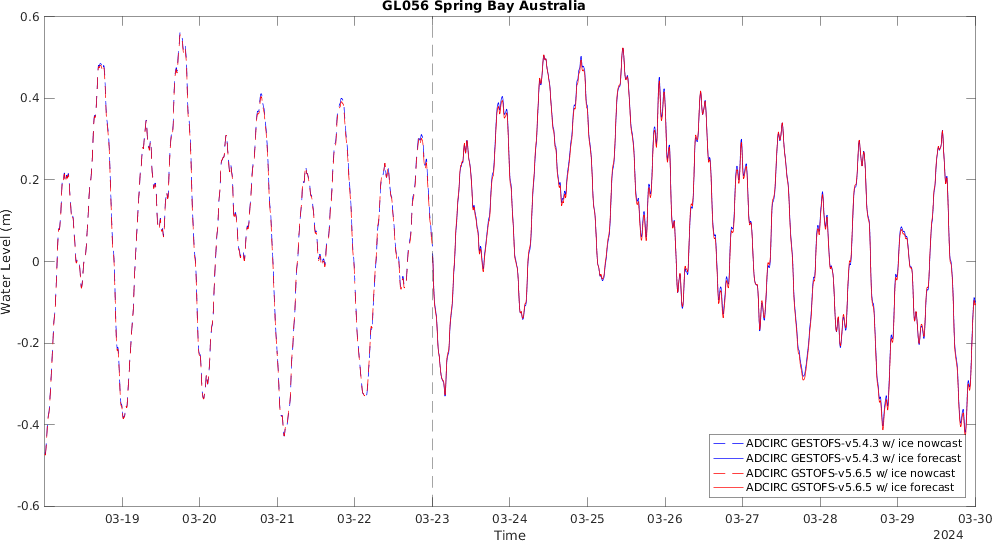 GL056 Spring Bay Australia
Water Level (m)
0.6
0.4
0.2
0
-0.2
-0.4
-0.6
ADCIRC GESTOFS-v5.4.3 w/ ice nowcast
ADCIRC GESTOFS-v5.4.3 w/ ice forecast
ADCIRC GSTOFS-v5.6.5 w/ ice nowcast
ADCIRC GSTOFS-v5.6.5 w/ ice forecast
03-19 03-20 03-21 03-22 03-23 03-24 03-25 03-26 03-27 03-28 03-29 03-30
Time
2024